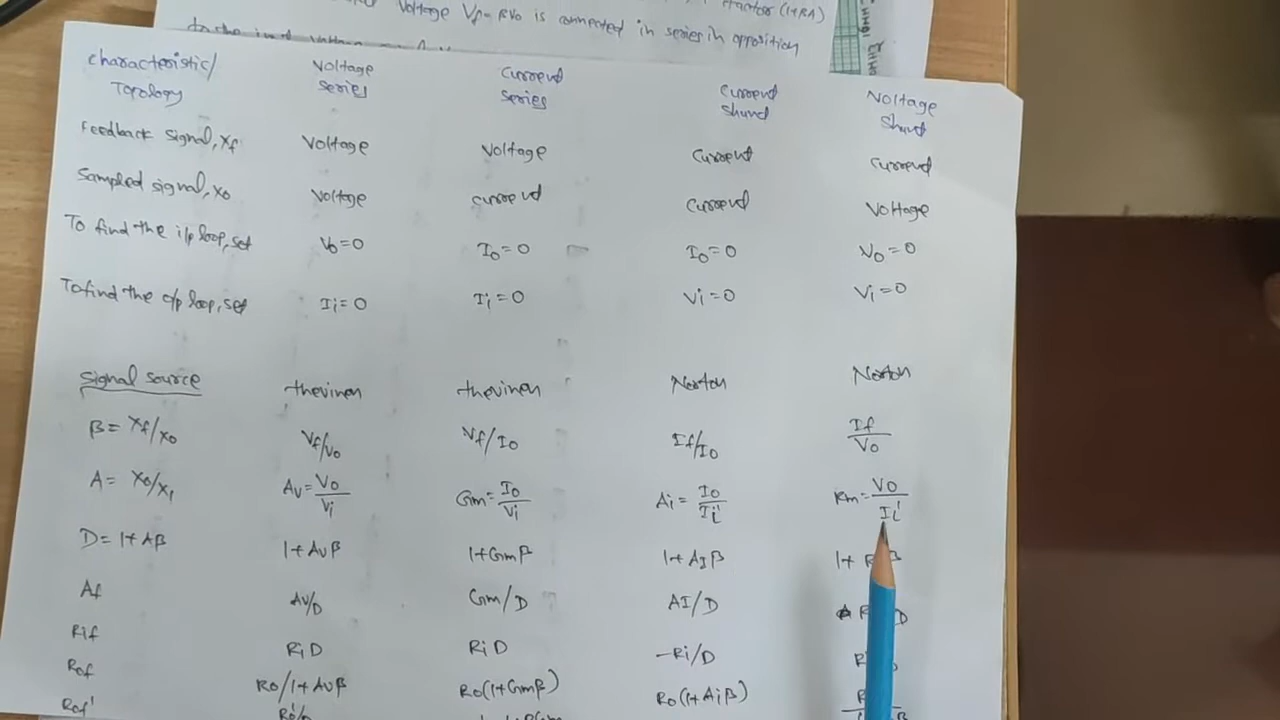 Voltage Vf = βVo is connected in series in opposition
factor (1+βA)
Characteristic/ Topology Voltage series Current series Current Shunt Voltage Shunt
Feedback signal, Xf Voltage Voltage Current Current
Sampled signal, Xo Voltage current Current Voltage
To find the i/p loop, set Vo=0 Io=0 Io=0 Vo=0
To find the o/p loop, set Ii=0 Ii=0 Vi=0 Vi=0
Signal source thevinen thevinen Norton Norton
β = Xf/Xo Vf/Vo Vf/Io If/Io If/Vo
A = Xo/Xi Av = Vo/Vi Gm = Io/Vi Ai = Io/Ii Rm = Vo/Ii
D = 1+Aβ 1+Avβ 1+Gmβ 1+AIβ 1+
Af Av/D Gm/D AI/D D
Rif RiD RiD -Ri/D
Rof Ro/1+Avβ Ro(1+Gmβ) Ro(1+Aiβ)
Rof'